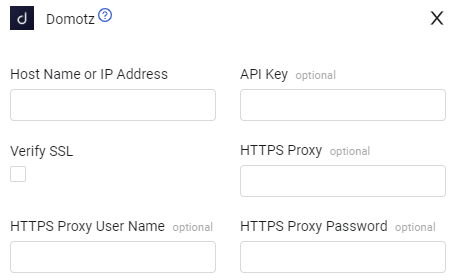 d Domotz ?
X
Host Name or IP Address
API Key optional
Verify SSL
HTTPS Proxy optional
HTTPS Proxy User Name optional
HTTPS Proxy Password optional